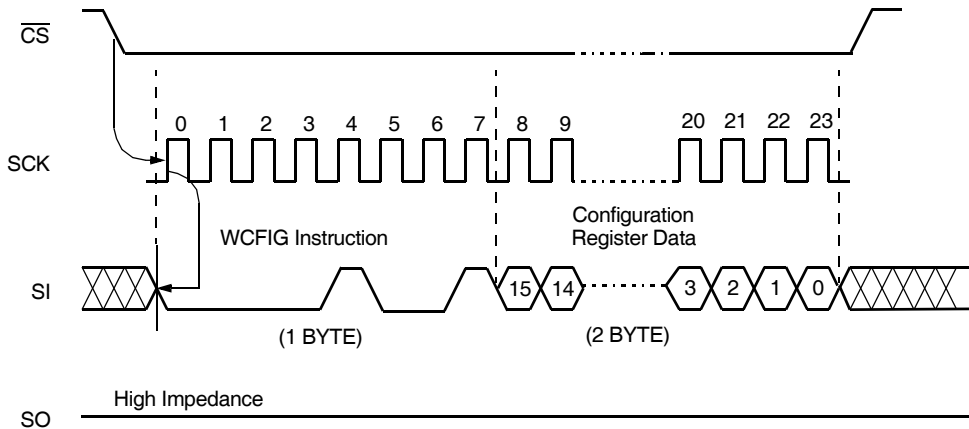 CS
0 1 2 3 4 5 6 7 8 9 20 21 22 23
SCK
WCFIG Instruction
Configuration
Register Data
SI
15 14 3 2 1 0
(1 BYTE) (2 BYTE)
High Impedance
SO